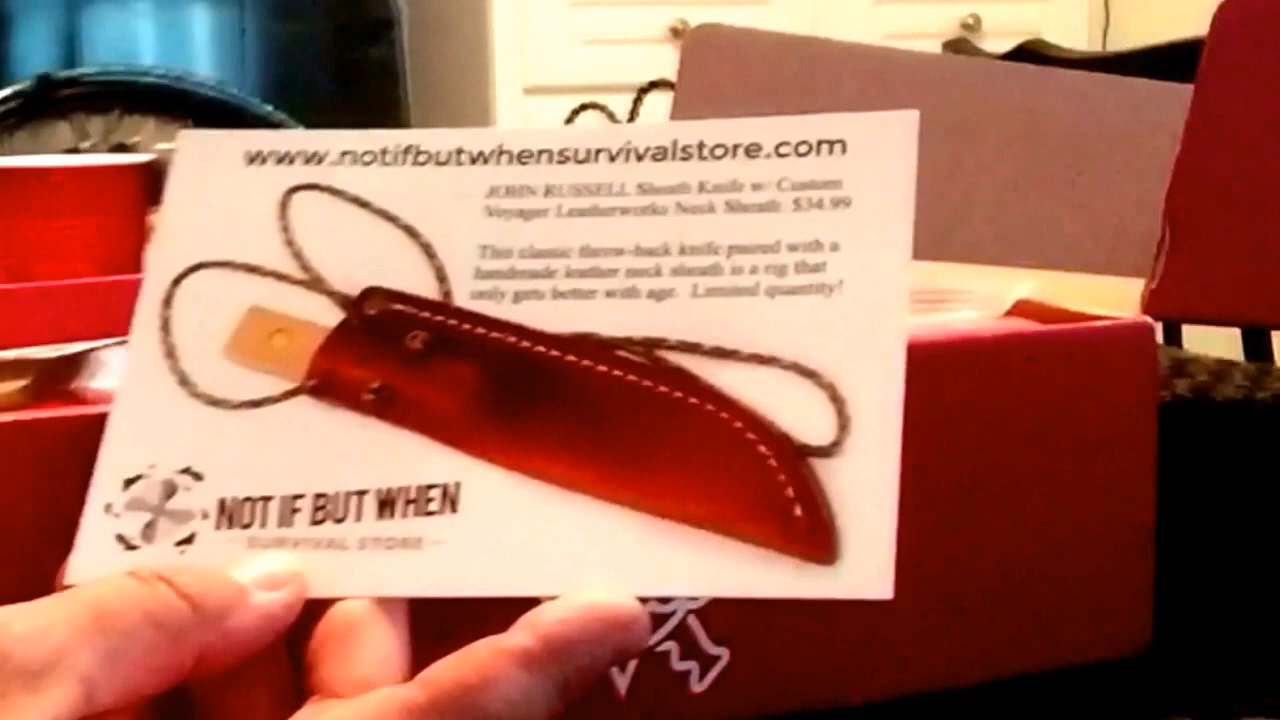 www.notifbutwhensurvivalstore.com
JOHN RUSSELL Sheath Knife w/ Custom
Voyager Leatherworks Neck Sheath $34.99
This classic throw-back knife paired with a
handmade leather neck sheath is a rig that
only gets better with age. Limited quantity!
NOT IF BUT WHEN
SURVIVAL STORE